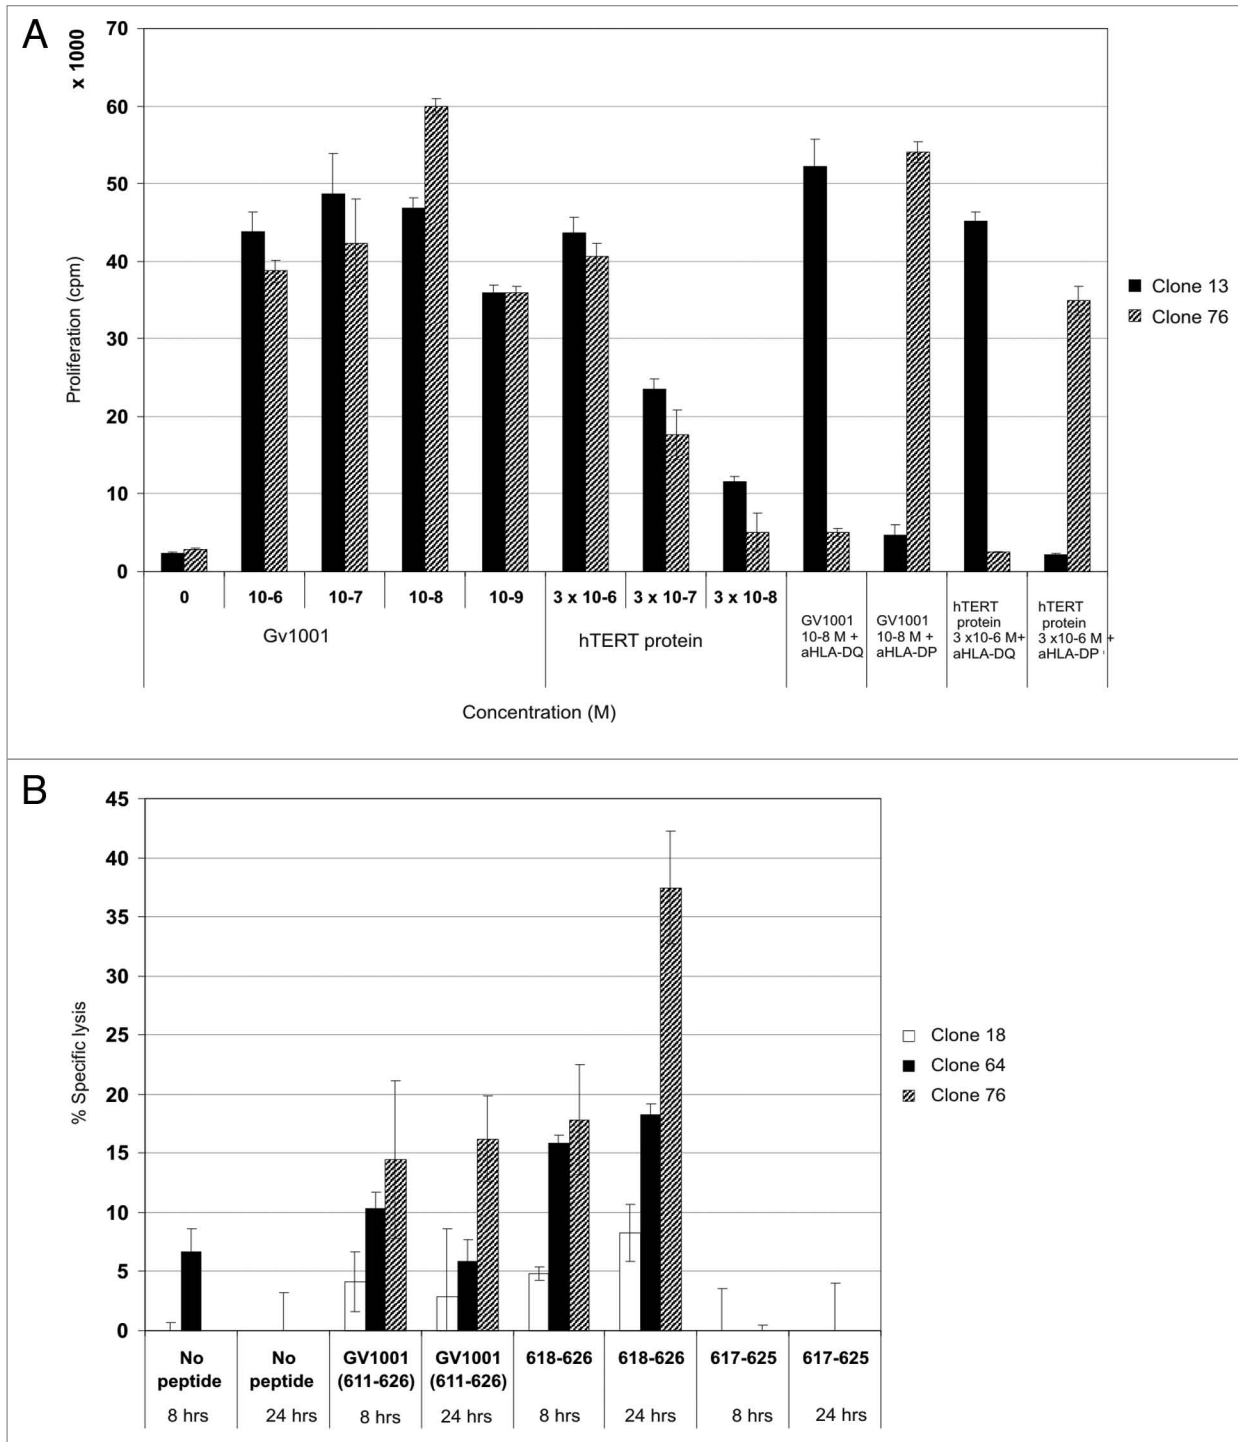 A
x 1000
70
60
50
40
30
20
10
0
Proliferation (cpm)
Clone 13
Clone 76
0 10-6 10-7 10-8 10-9 3 x 10-6 3 x 10-7 3 x 10-8
Gv1001
hTERT protein
GV1001
10-8 M +
aHLA-DQ
GV1001
10-8 M +
aHLA-DP
hTERT
protein
3 x10-6 M+
aHLA-DQ
hTERT
protein
3 x10-6 M +
aHLA-DP
Concentration (M)
B
45
40
35
30
25
20
15
10
5
0
% Specific lysis
Clone 18
Clone 64
Clone 76
No
peptide
8 hrs
No
peptide
24 hrs
GV1001
(611-626)
8 hrs
GV1001
(611-626)
24 hrs
618-626
8 hrs
618-626
24 hrs
617-625
8 hrs
617-625
24 hrs